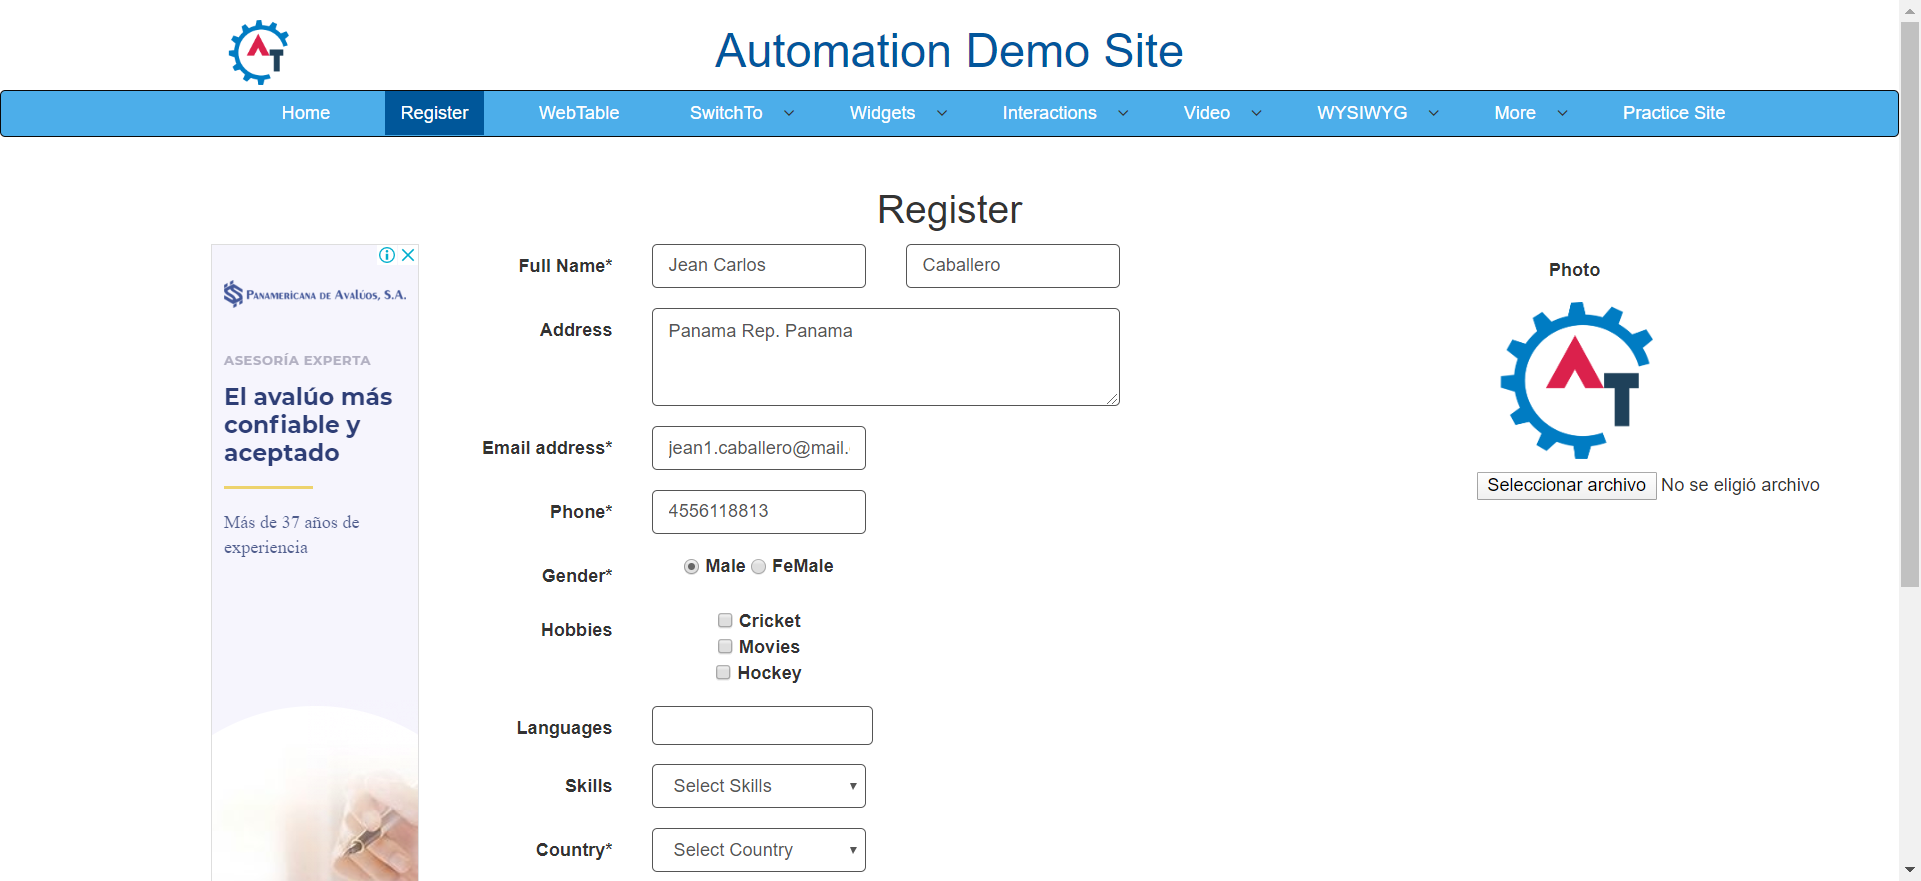 Automation Demo Site
Home Register WebTable SwitchTo Widgets Interactions Video WYSIWYG More Practice Site
Register
PANAMERICANA DE AVALÚOS, S.A.
ASESORÍA EXPERTA
El avalúo más
confiable y
aceptado
Más de 37 años de
experiencia
Full Name* Jean Carlos Caballero
Address Panama Rep. Panama
Email address* jean1.caballero@mail.
Phone* 4556118813
Gender* Male FeMale
Hobbies Cricket
Movies
Hockey
Languages
Skills Select Skills
Country* Select Country
Photo
AT
Seleccionar archivo No se eligió archivo